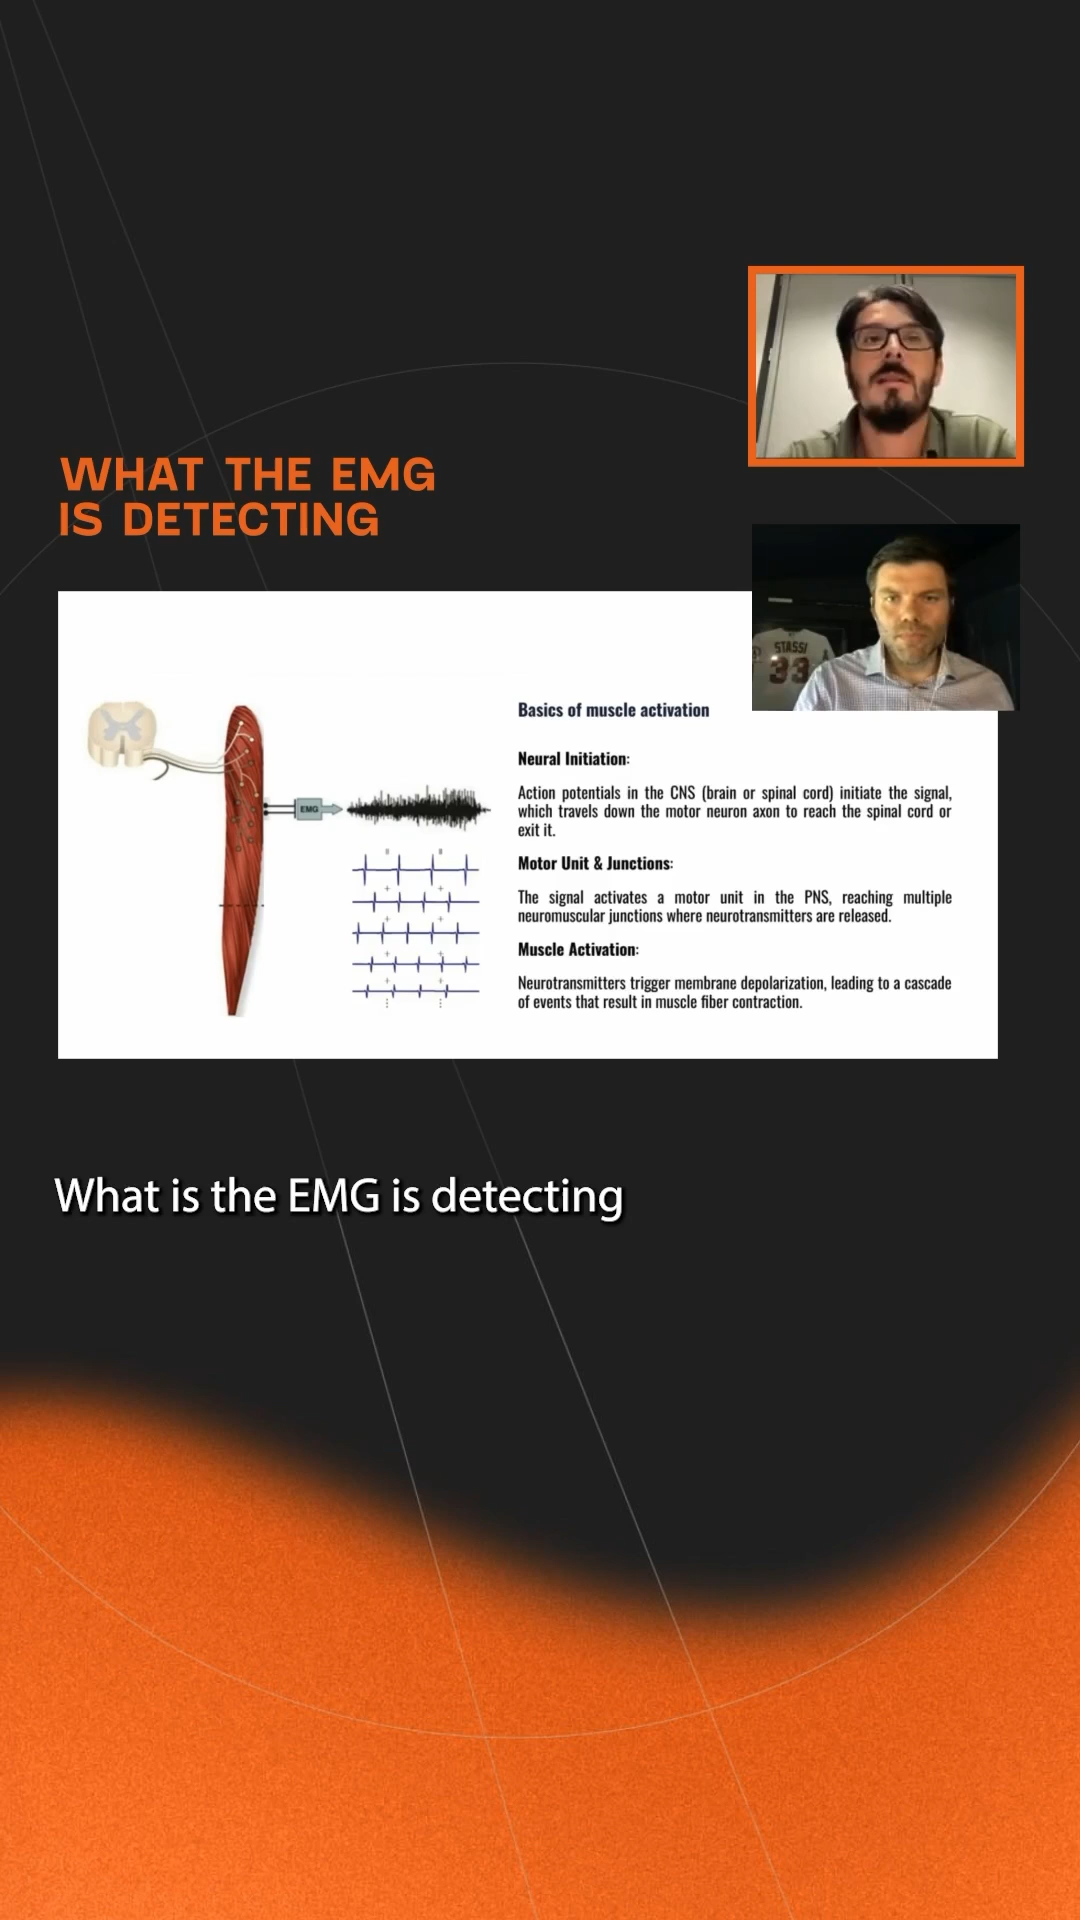 WHAT THE EMG
IS DETECTING
STASSI
33
Basics of muscle activation
Neural Initiation:
Action potentials in the CNS (brain or spinal cord) initiate the signal,
which travels down the motor neuron axon to reach the spinal cord or
exit it.
Motor Unit & Junctions:
The signal activates a motor unit in the PNS, reaching multiple
neuromuscular junctions where neurotransmitters are released.
Muscle Activation:
Neurotransmitters trigger membrane depolarization, leading to a cascade
of events that result in muscle fiber contraction.
EMG
What is the EMG is detecting